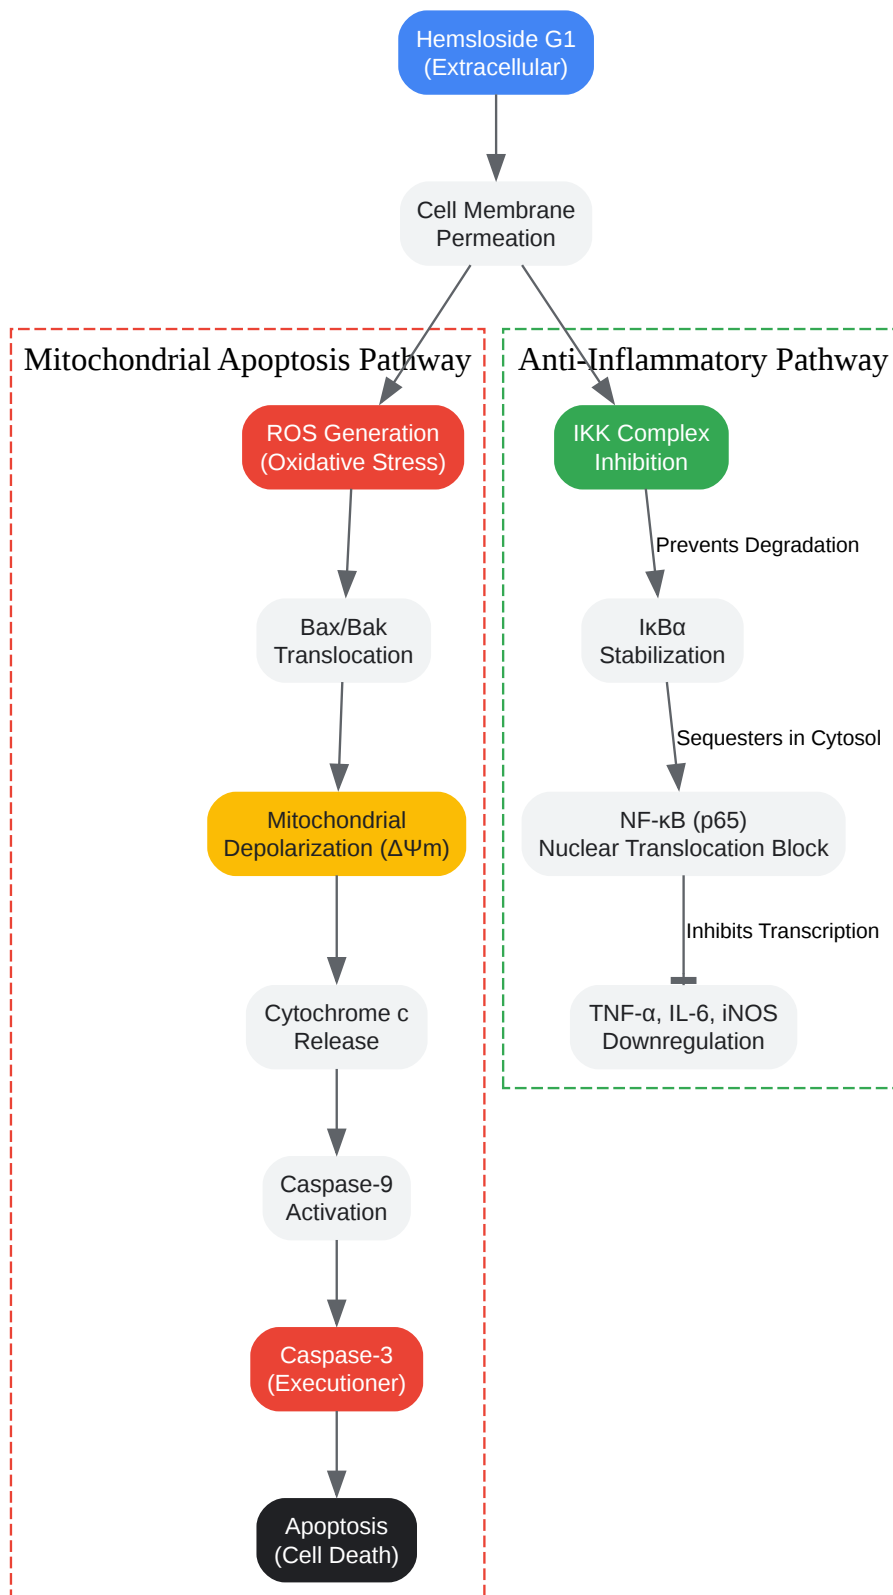 Hemsloside G1
(Extracellular)
Cell Membrane
Permeation
Mitochondrial Apoptosis Pathway
ROS Generation
(Oxidative Stress)
Bax/Bak
Translocation
Mitochondrial
Depolarization (ΔΨm)
Cytochrome c
Release
Caspase-9
Activation
Caspase-3
(Executioner)
Apoptosis
(Cell Death)
Anti-Inflammatory Pathway
IKK Complex
Inhibition
Prevents Degradation
IκBα
Stabilization
Sequesters in Cytosol
NF-κB (p65)
Nuclear Translocation Block
Inhibits Transcription
TNF-α, IL-6, iNOS
Downregulation